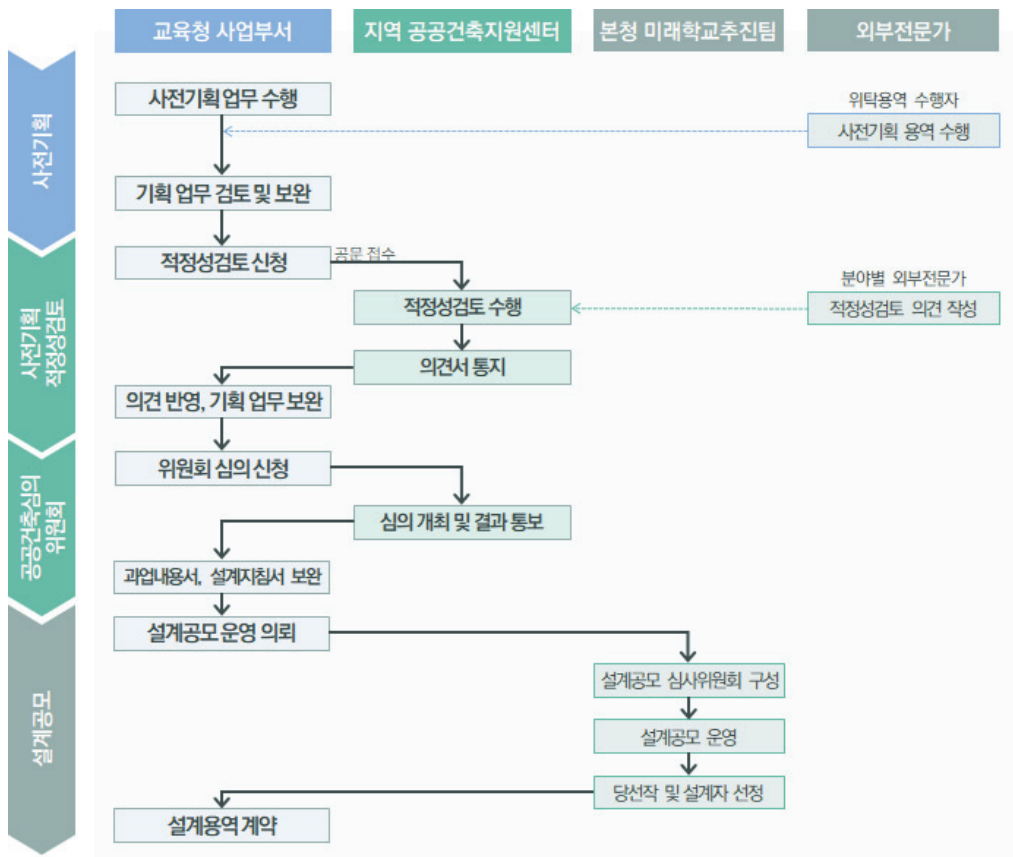 교육청 사업부서
지역 공공건축지원센터
본청 미래학교추진팀
외부전문가
사전기획
사전기획 업무 수행
위탁용역 수행자
사전기획 용역 수행
기획 업무 검토 및 보완
사전기획
적정성검토
적정성검토 신청
공문 접수
분야별 외부전문가
적정성검토 수행
적정성검토 의견 작성
의견서 통지
의견 반영, 기획 업무 보완
공공건축심의
위원회
위원회 심의 신청
심의 개최 및 결과 통보
과업내용서, 설계지침서 보완
설계공모
설계공모 운영 의뢰
설계공모 심사위원회 구성
설계공모 운영
당선작 및 설계자 선정
설계용역 계약